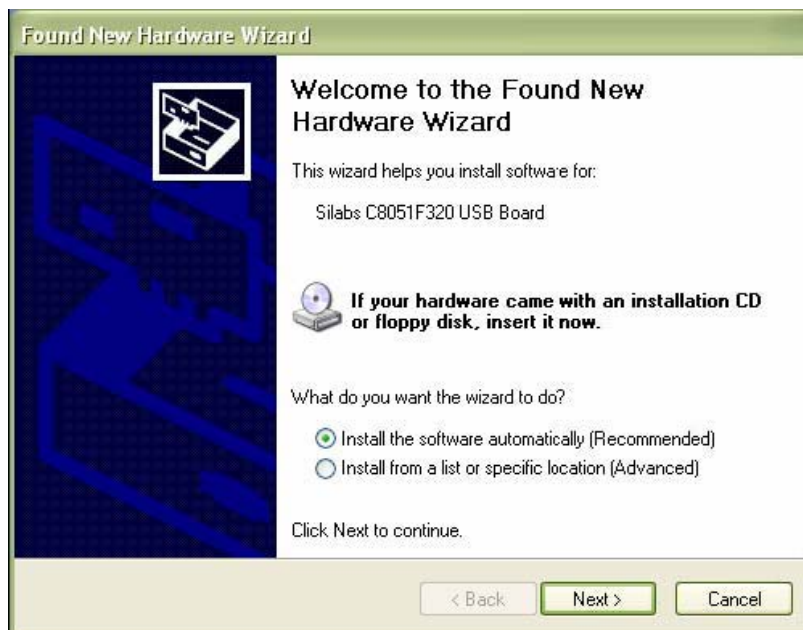 Found New Hardware Wizard
Welcome to the Found New
Hardware Wizard
This wizard helps you install software for:
Silabs C8051F320 USB Board
If your hardware came with an installation CD
or floppy disk, insert it now.
What do you want the wizard to do?
Install the software automatically (Recommended)
Install from a list or specific location (Advanced)
Click Next to continue.
< Back Next > Cancel